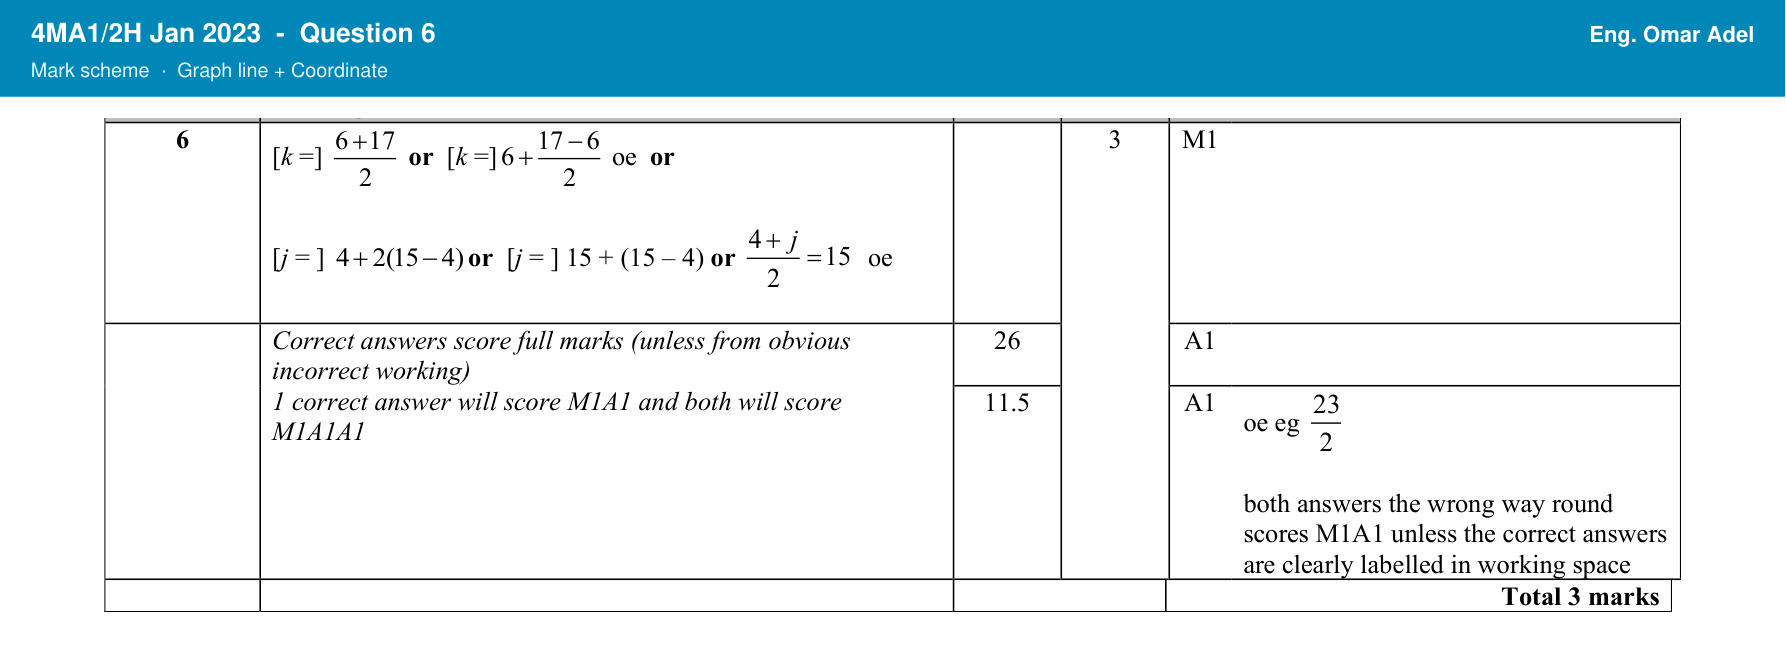 4MA1/2H Jan 2023 - Question 6
Eng. Omar Adel
Mark scheme · Graph line + Coordinate
6
[k =] (6+17)/2 or [k =] 6 + (17−6)/2 oe or
3
M1
[j = ] 4+2(15−4) or [j = ] 15 + (15 – 4) or (4+ j)/2 =15 oe
Correct answers score full marks (unless from obvious
incorrect working)
26
A1
1 correct answer will score M1A1 and both will score
M1A1A1
11.5
A1
oe eg 23/2
both answers the wrong way round
scores M1A1 unless the correct answers
are clearly labelled in working space
Total 3 marks